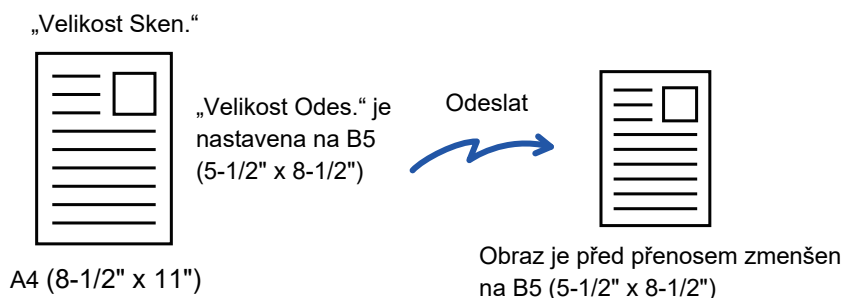 „Velikost Sken.“
„Velikost Odes.“ je
nastavena na B5
(5-1/2" x 8-1/2")
Odeslat
A4 (8-1/2" x 11")
Obraz je před přenosem zmenšen
na B5 (5-1/2" x 8-1/2")